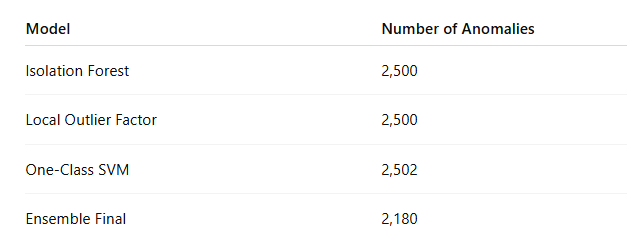 Model Number of Anomalies
Isolation Forest 2,500
Local Outlier Factor 2,500
One-Class SVM 2,502
Ensemble Final 2,180